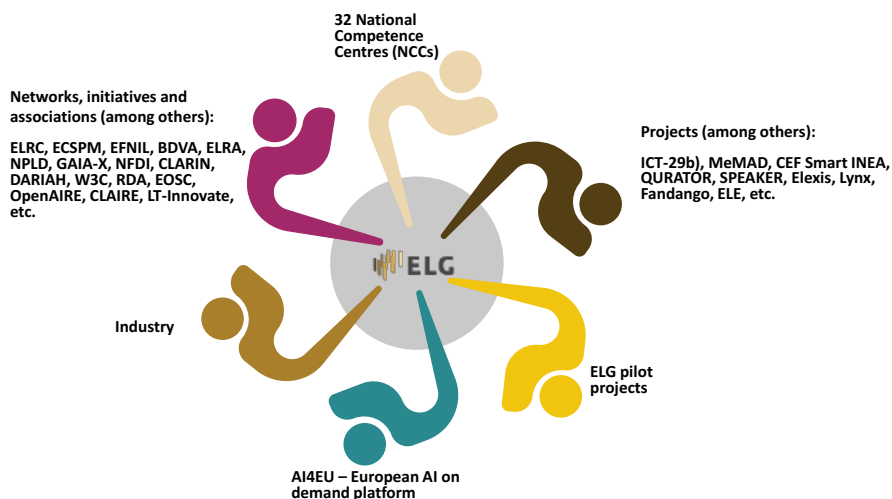 32 National
Competence
Centres (NCCs)
Networks, initiatives and
associations (among others):
ELRC, ECSPM, EFNIL, BDVA, ELRA,
NPLD, GAIA-X, NFDI, CLARIN,
DARIAH, W3C, RDA, EOSC,
OpenAIRE, CLAIRE, LT-Innovate,
etc.
Projects (among others):
ICT-29b), MeMAD, CEF Smart INEA,
QURATOR, SPEAKER, Elexis, Lynx,
Fandango, ELE, etc.
ELG
Industry
ELG pilot
projects
AI4EU – European AI on
demand platform